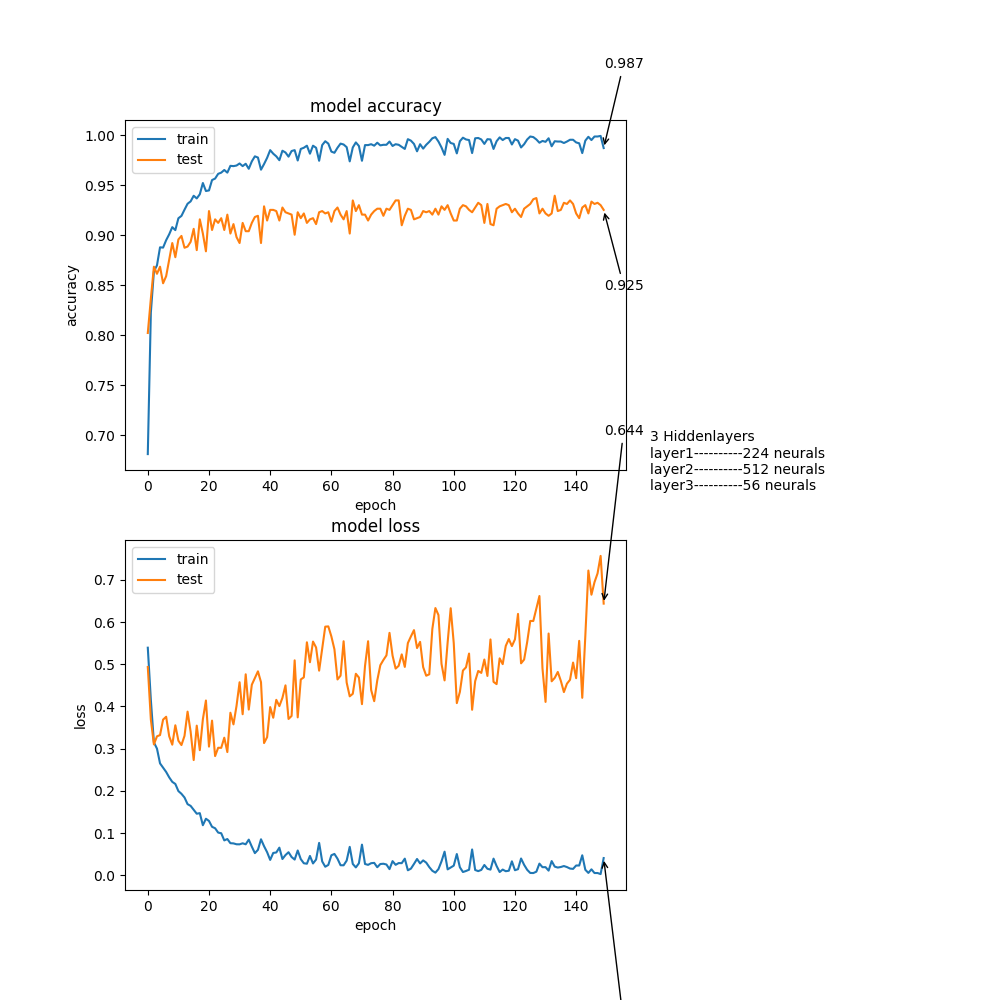 0.987
model accuracy
train
test
1.00
0.95
0.90
0.85
0.80
0.75
0.70
accuracy
0.925
0 20 40 60 80 100 120 140
epoch
0.644
3 Hiddenlayers
layer1----------224 neurals
layer2----------512 neurals
layer3----------56 neurals
model loss
train
test
0.7
0.6
0.5
0.4
0.3
0.2
0.1
0.0
loss
0 20 40 60 80 100 120 140
epoch